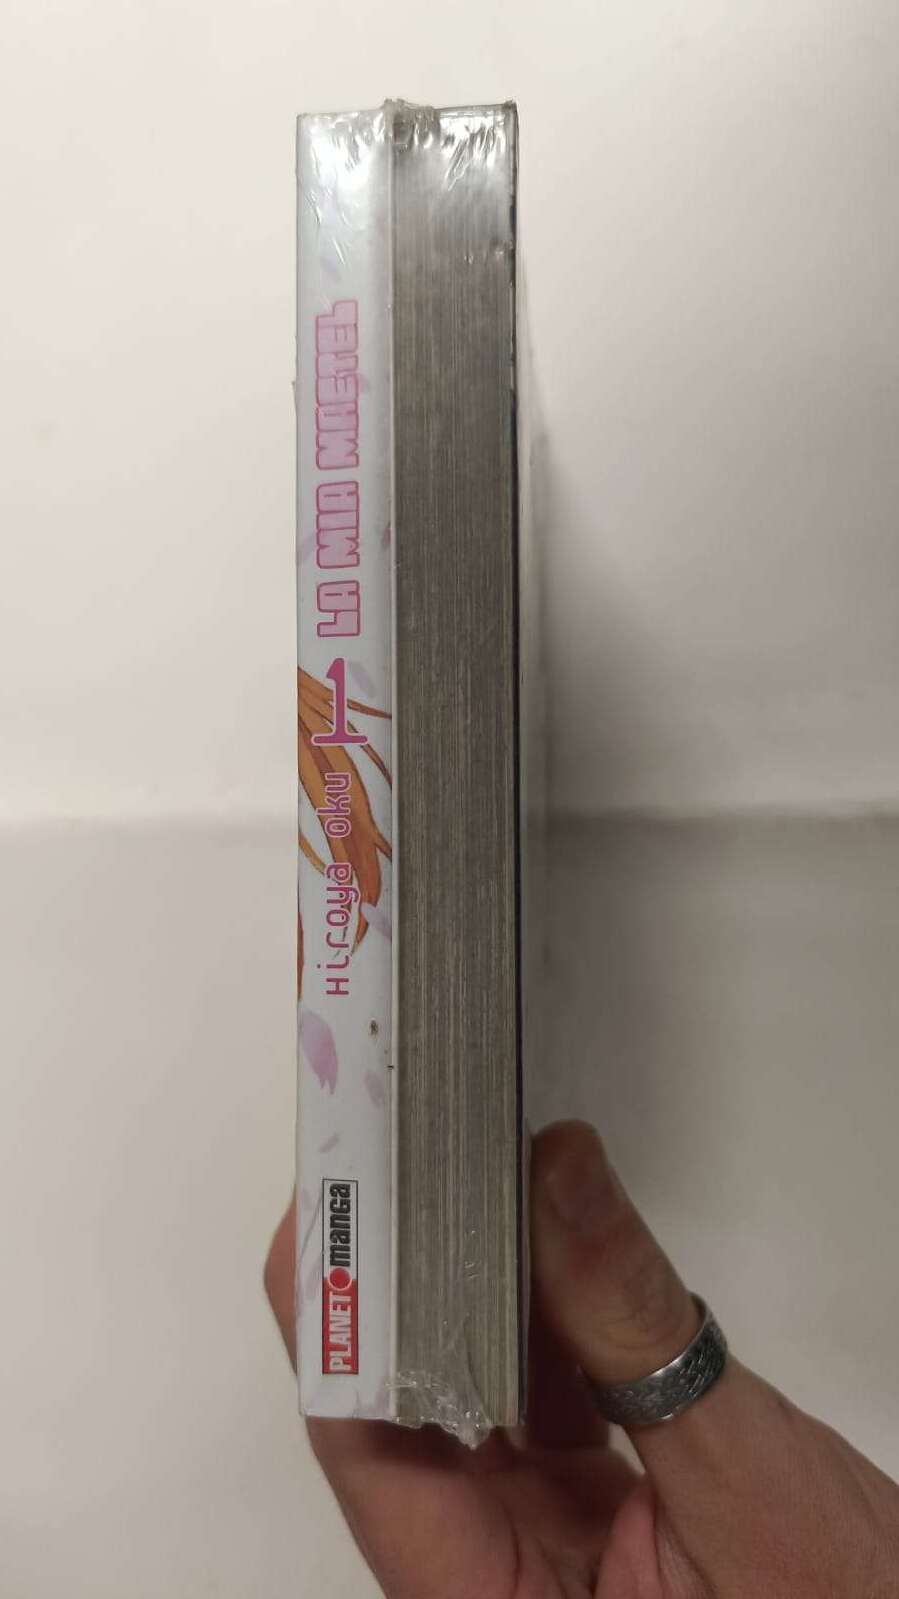 LA MIA MAETEL
1
Hiroya Oku
PLANET manga